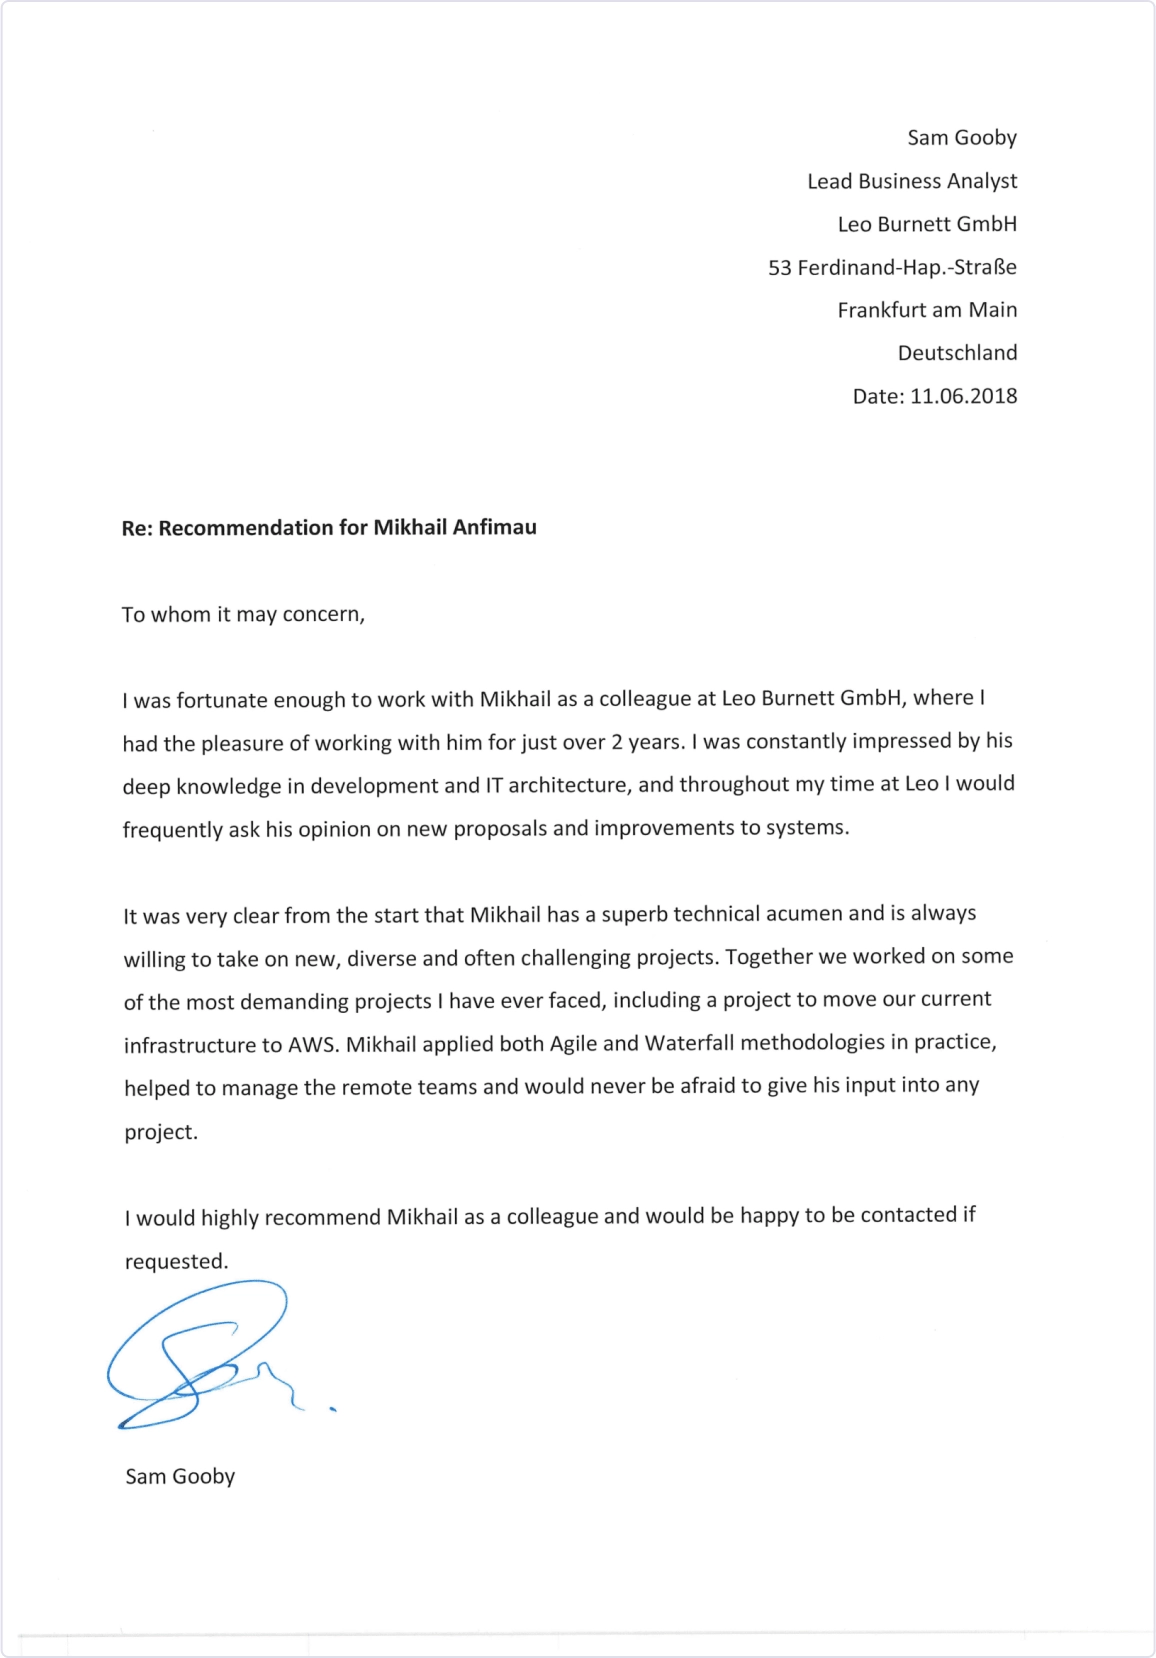 Sam Gooby
Lead Business Analyst
Leo Burnett GmbH
53 Ferdinand-Hap.-Straße
Frankfurt am Main
Deutschland
Date: 11.06.2018
Re: Recommendation for Mikhail Anfimau
To whom it may concern,
I was fortunate enough to work with Mikhail as a colleague at Leo Burnett GmbH, where I
had the pleasure of working with him for just over 2 years. I was constantly impressed by his
deep knowledge in development and IT architecture, and throughout my time at Leo I would
frequently ask his opinion on new proposals and improvements to systems.
It was very clear from the start that Mikhail has a superb technical acumen and is always
willing to take on new, diverse and often challenging projects. Together we worked on some
of the most demanding projects I have ever faced, including a project to move our current
infrastructure to AWS. Mikhail applied both Agile and Waterfall methodologies in practice,
helped to manage the remote teams and would never be afraid to give his input into any
project.
I would highly recommend Mikhail as a colleague and would be happy to be contacted if
requested.
Sam Gooby